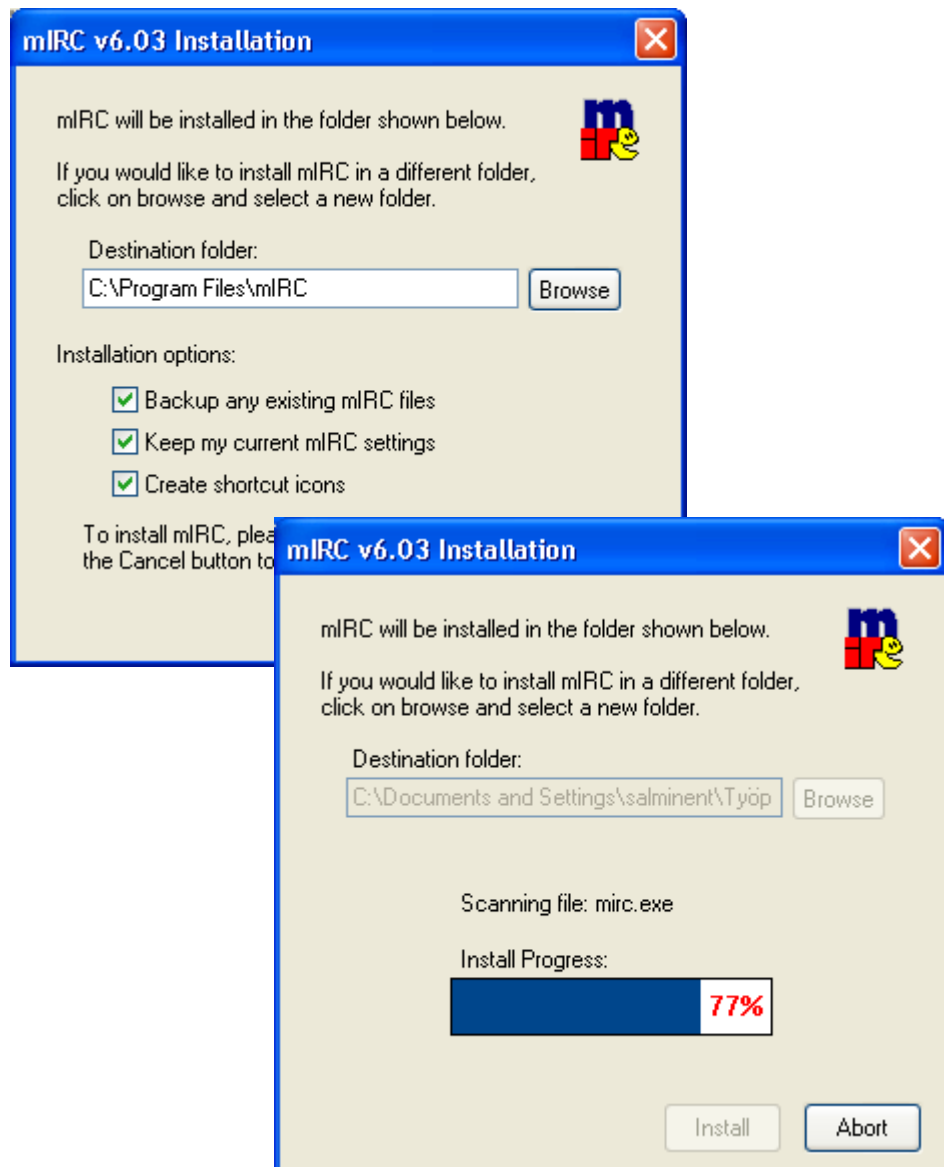 mIRC v6.03 Installation
mIRC will be installed in the folder shown below.
If you would like to install mIRC in a different folder,
click on browse and select a new folder.
Destination folder:
C:\Program Files\mIRC
Browse
Installation options:
Backup any existing mIRC files
Keep my current mIRC settings
Create shortcut icons
To install mIRC, plea
the Cancel button to
mIRC v6.03 Installation
mIRC will be installed in the folder shown below.
If you would like to install mIRC in a different folder,
click on browse and select a new folder.
Destination folder:
C:\Documents and Settings\salminent\Työp
Browse
Scanning file: mirc.exe
Install Progress:
77%
Install
Abort